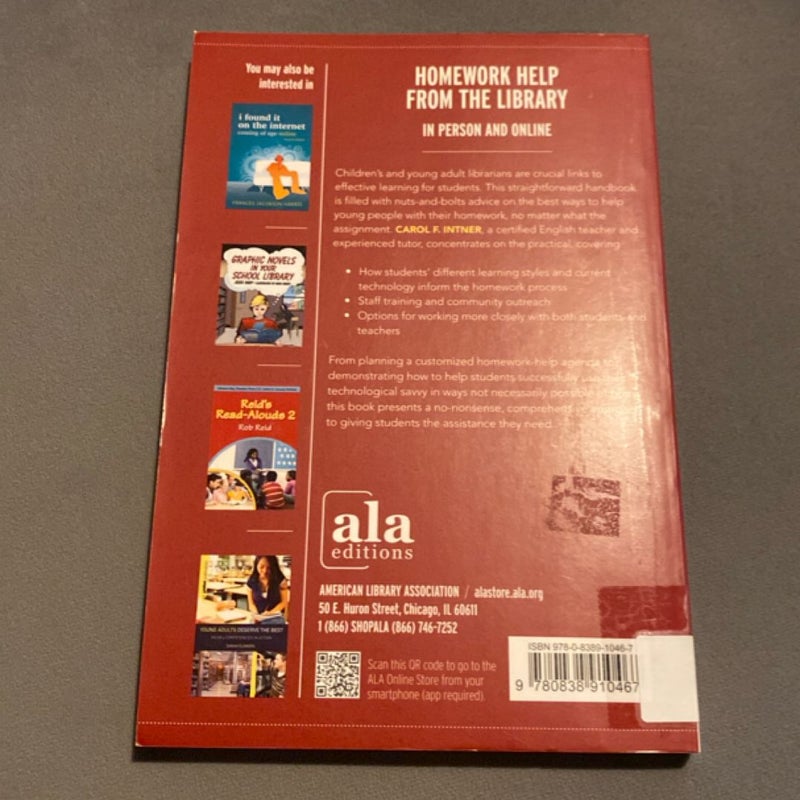 You may also be
interested in
i found it
on the internet
coming of age online
FRANCES JACOBSON HARRIS
GRAPHIC NOVELS
IN YOUR
SCHOOL LIBRARY
Reid's
Read-Alouds 2
Rob Reid
YOUNG ADULTS DESERVE THE BEST
HOMEWORK HELP
FROM THE LIBRARY
IN PERSON AND ONLINE
Children's and young adult librarians are crucial links to
effective learning for students. This straightforward handbook
is filled with nuts-and-bolts advice on the best ways to help
young people with their homework, no matter what the
assignment. CAROL F. INTNER, a certified English teacher and
experienced tutor, concentrates on the practical, covering
• How students' different learning styles and current
technology inform the homework process
• Staff training and community outreach
• Options for working more closely with both students and
teachers
From planning a customized homework-help agenda to
demonstrating how to help students successfully use their
technological savvy in ways not necessarily
this book presents a no-nonsense,
to giving students the assistance they need.
ala
editions
AMERICAN LIBRARY ASSOCIATION / alastore.ala.org
50 E. Huron Street, Chicago, IL 60611
1 (866) SHOPALA (866) 746-7252
Scan this QR code to go to the
ALA Online Store from your
smartphone (app required).
ISBN 978-0-8389-1046-7
9 780838 910467